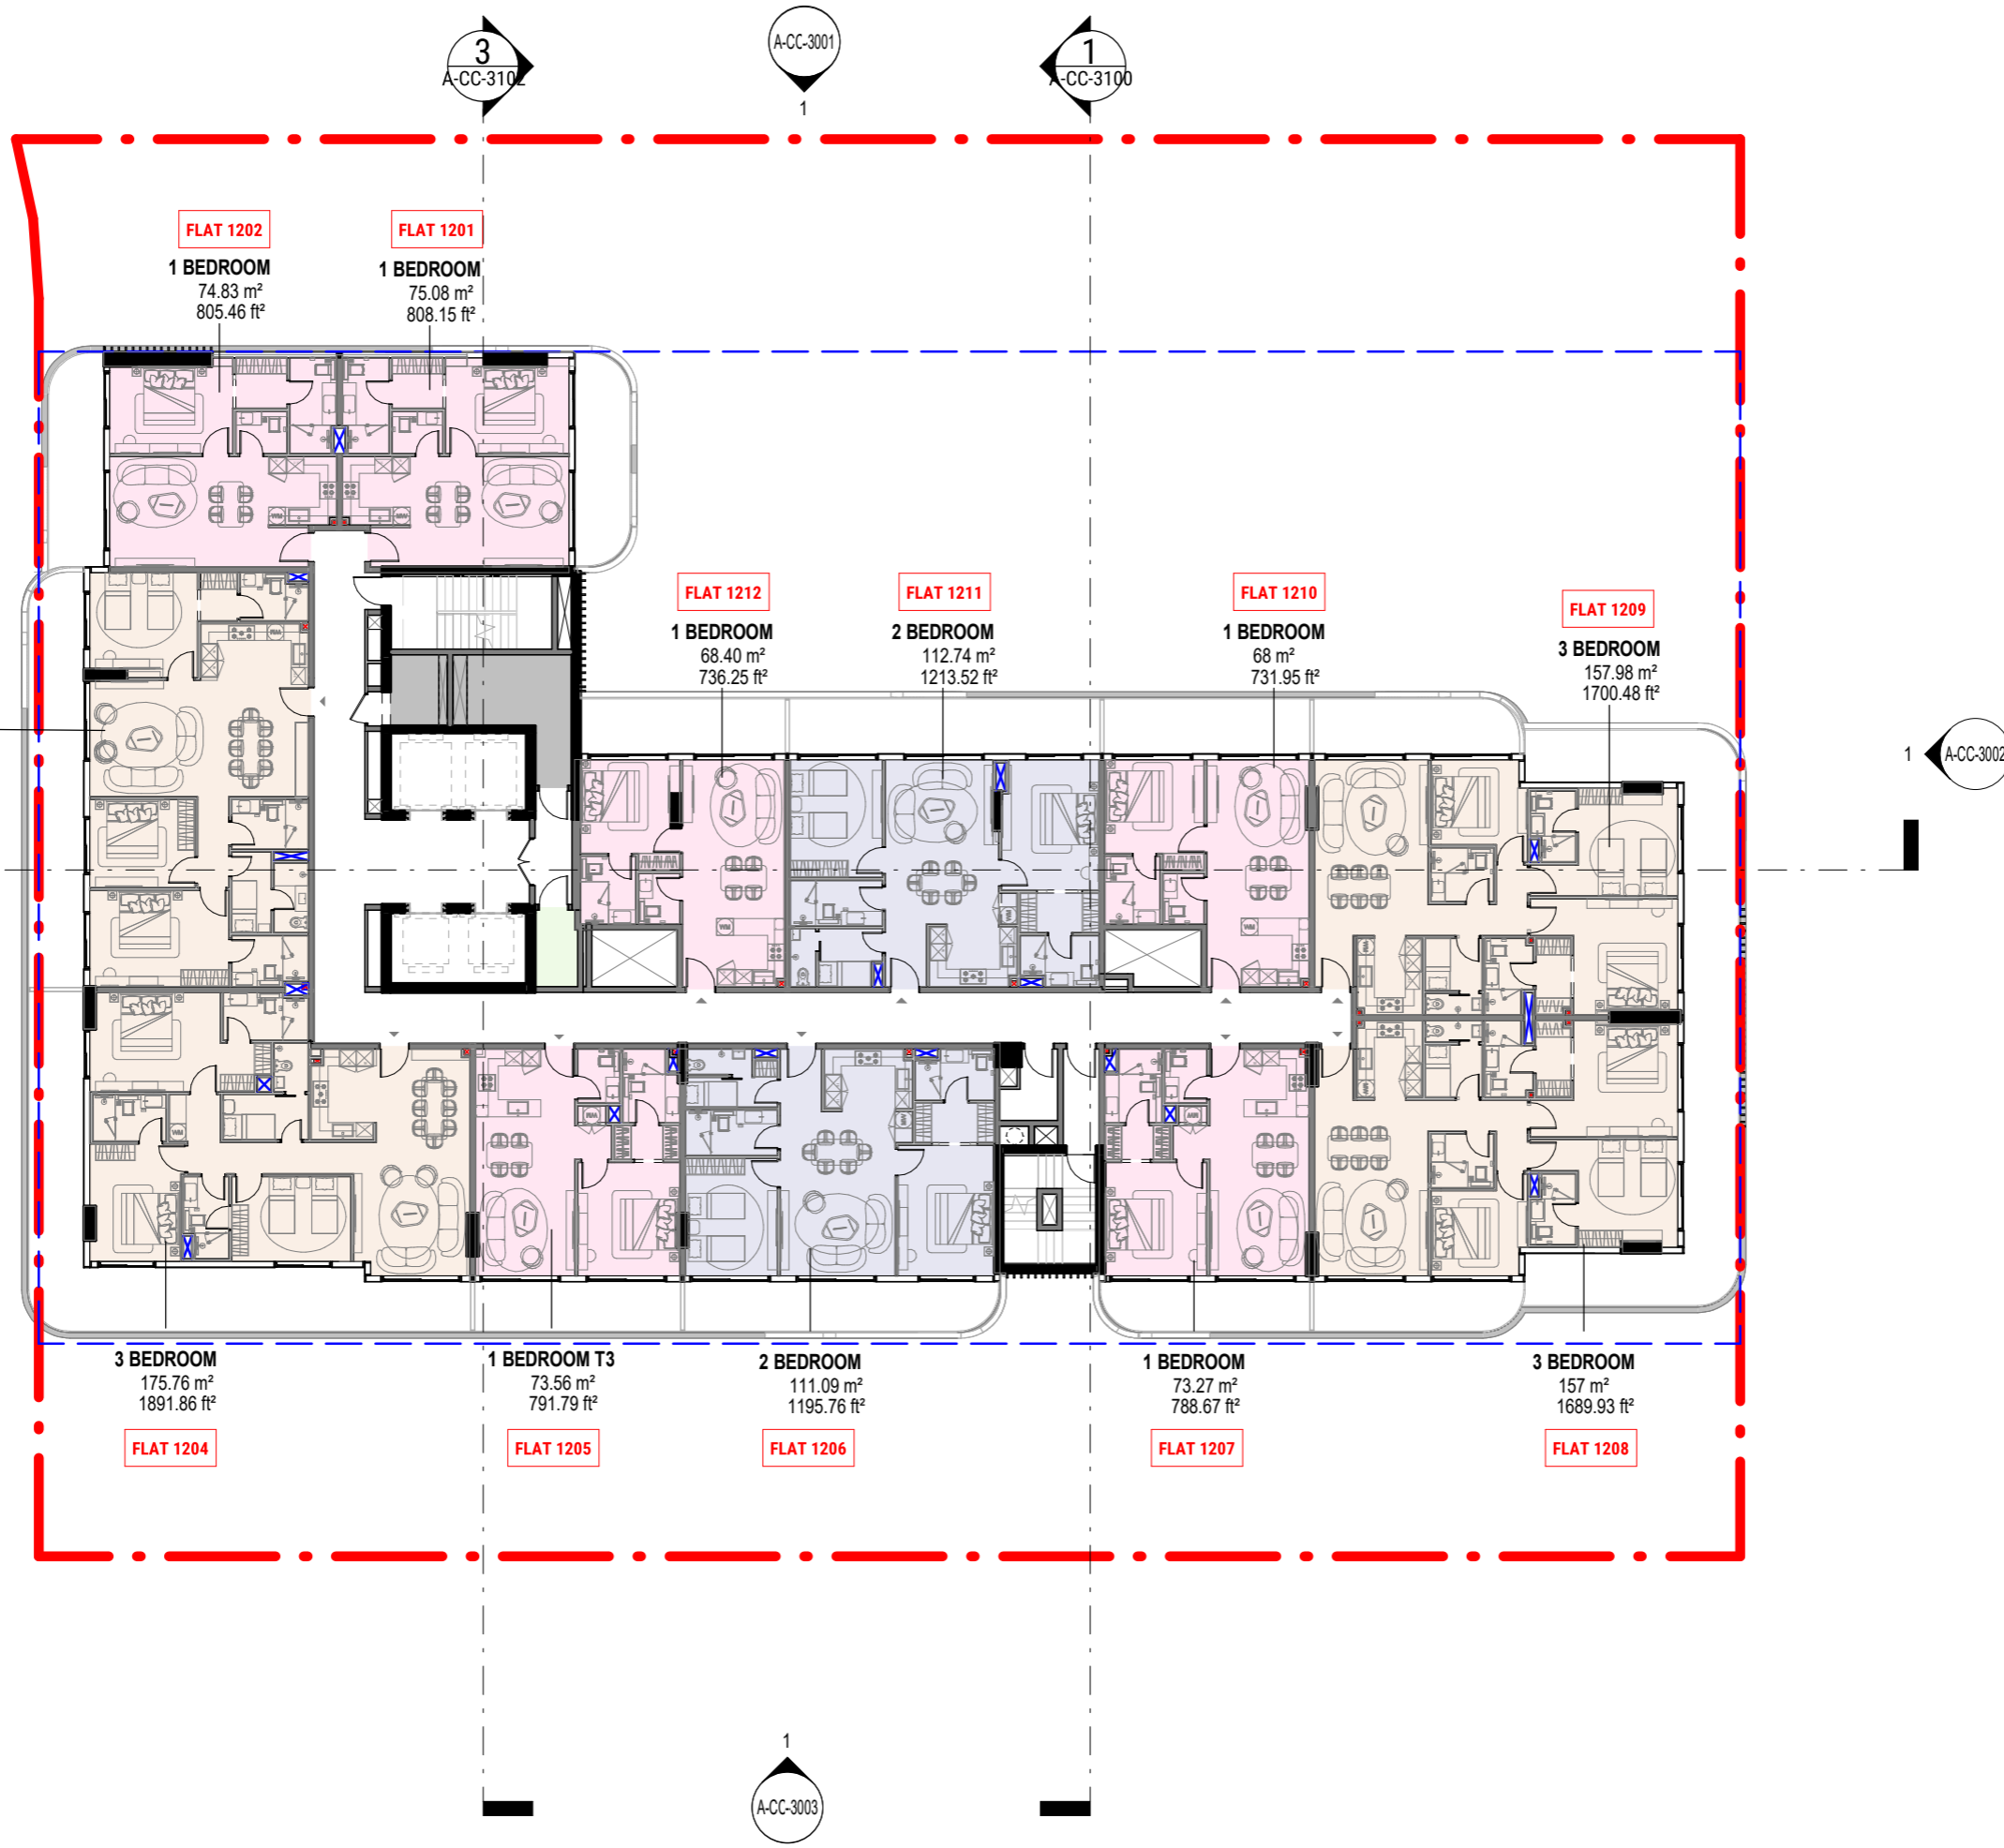 3
A-CC-3102
A-CC-3001
1
1
A-CC-3100
FLAT 1202
1 BEDROOM
74.83 m²
805.46 ft²
FLAT 1201
1 BEDROOM
75.08 m²
808.15 ft²
FLAT 1212
1 BEDROOM
68.40 m²
736.25 ft²
FLAT 1211
2 BEDROOM
112.74 m²
1213.52 ft²
FLAT 1210
1 BEDROOM
68 m²
731.95 ft²
FLAT 1209
3 BEDROOM
157.98 m²
1700.48 ft²
1
A-CC-3002
3 BEDROOM
175.76 m²
1891.86 ft²
FLAT 1204
1 BEDROOM T3
73.56 m²
791.79 ft²
FLAT 1205
2 BEDROOM
111.09 m²
1195.76 ft²
FLAT 1206
1 BEDROOM
73.27 m²
788.67 ft²
FLAT 1207
3 BEDROOM
157 m²
1689.93 ft²
FLAT 1208
1
A-CC-3003